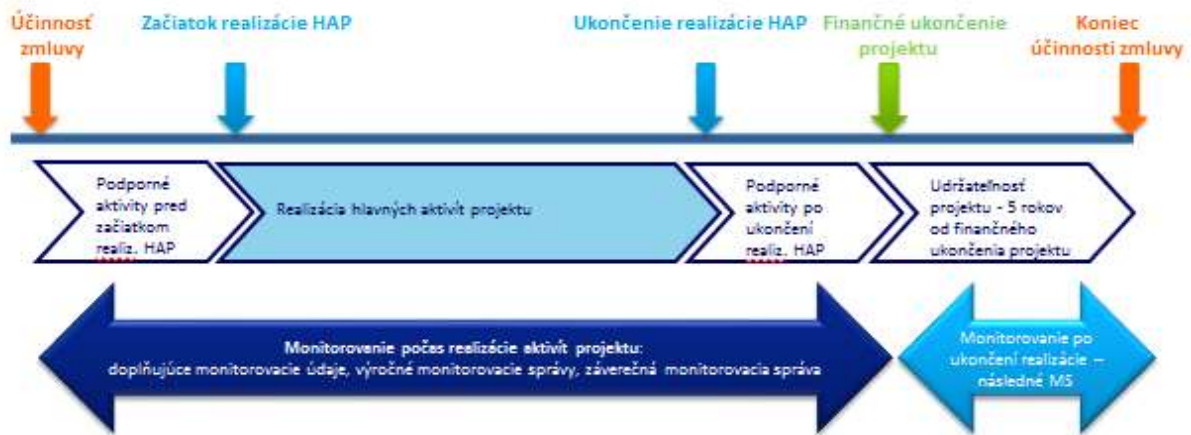 Účinnosť
zmluvy
Začiatok realizácie HAP
Ukončenie realizácie HAP
Finančné ukončenie
projektu
Koniec
účinnosti zmluvy
Podporné
aktivity pred
začiatkom
realiz. HAP
Realizácia hlavných aktivít projektu
Podporné
aktivity po
ukončení
realiz. HAP
Udržateľnosť
projektu - 5 rokov
od finančného
ukončenia projektu
Monitorovanie počas realizácie aktivít projektu:
doplňujúce monitorovacie údaje, výročné monitorovacie správy, záverečná monitorovacia správa
Monitorovanie po
ukončení realizácie –
následné MS